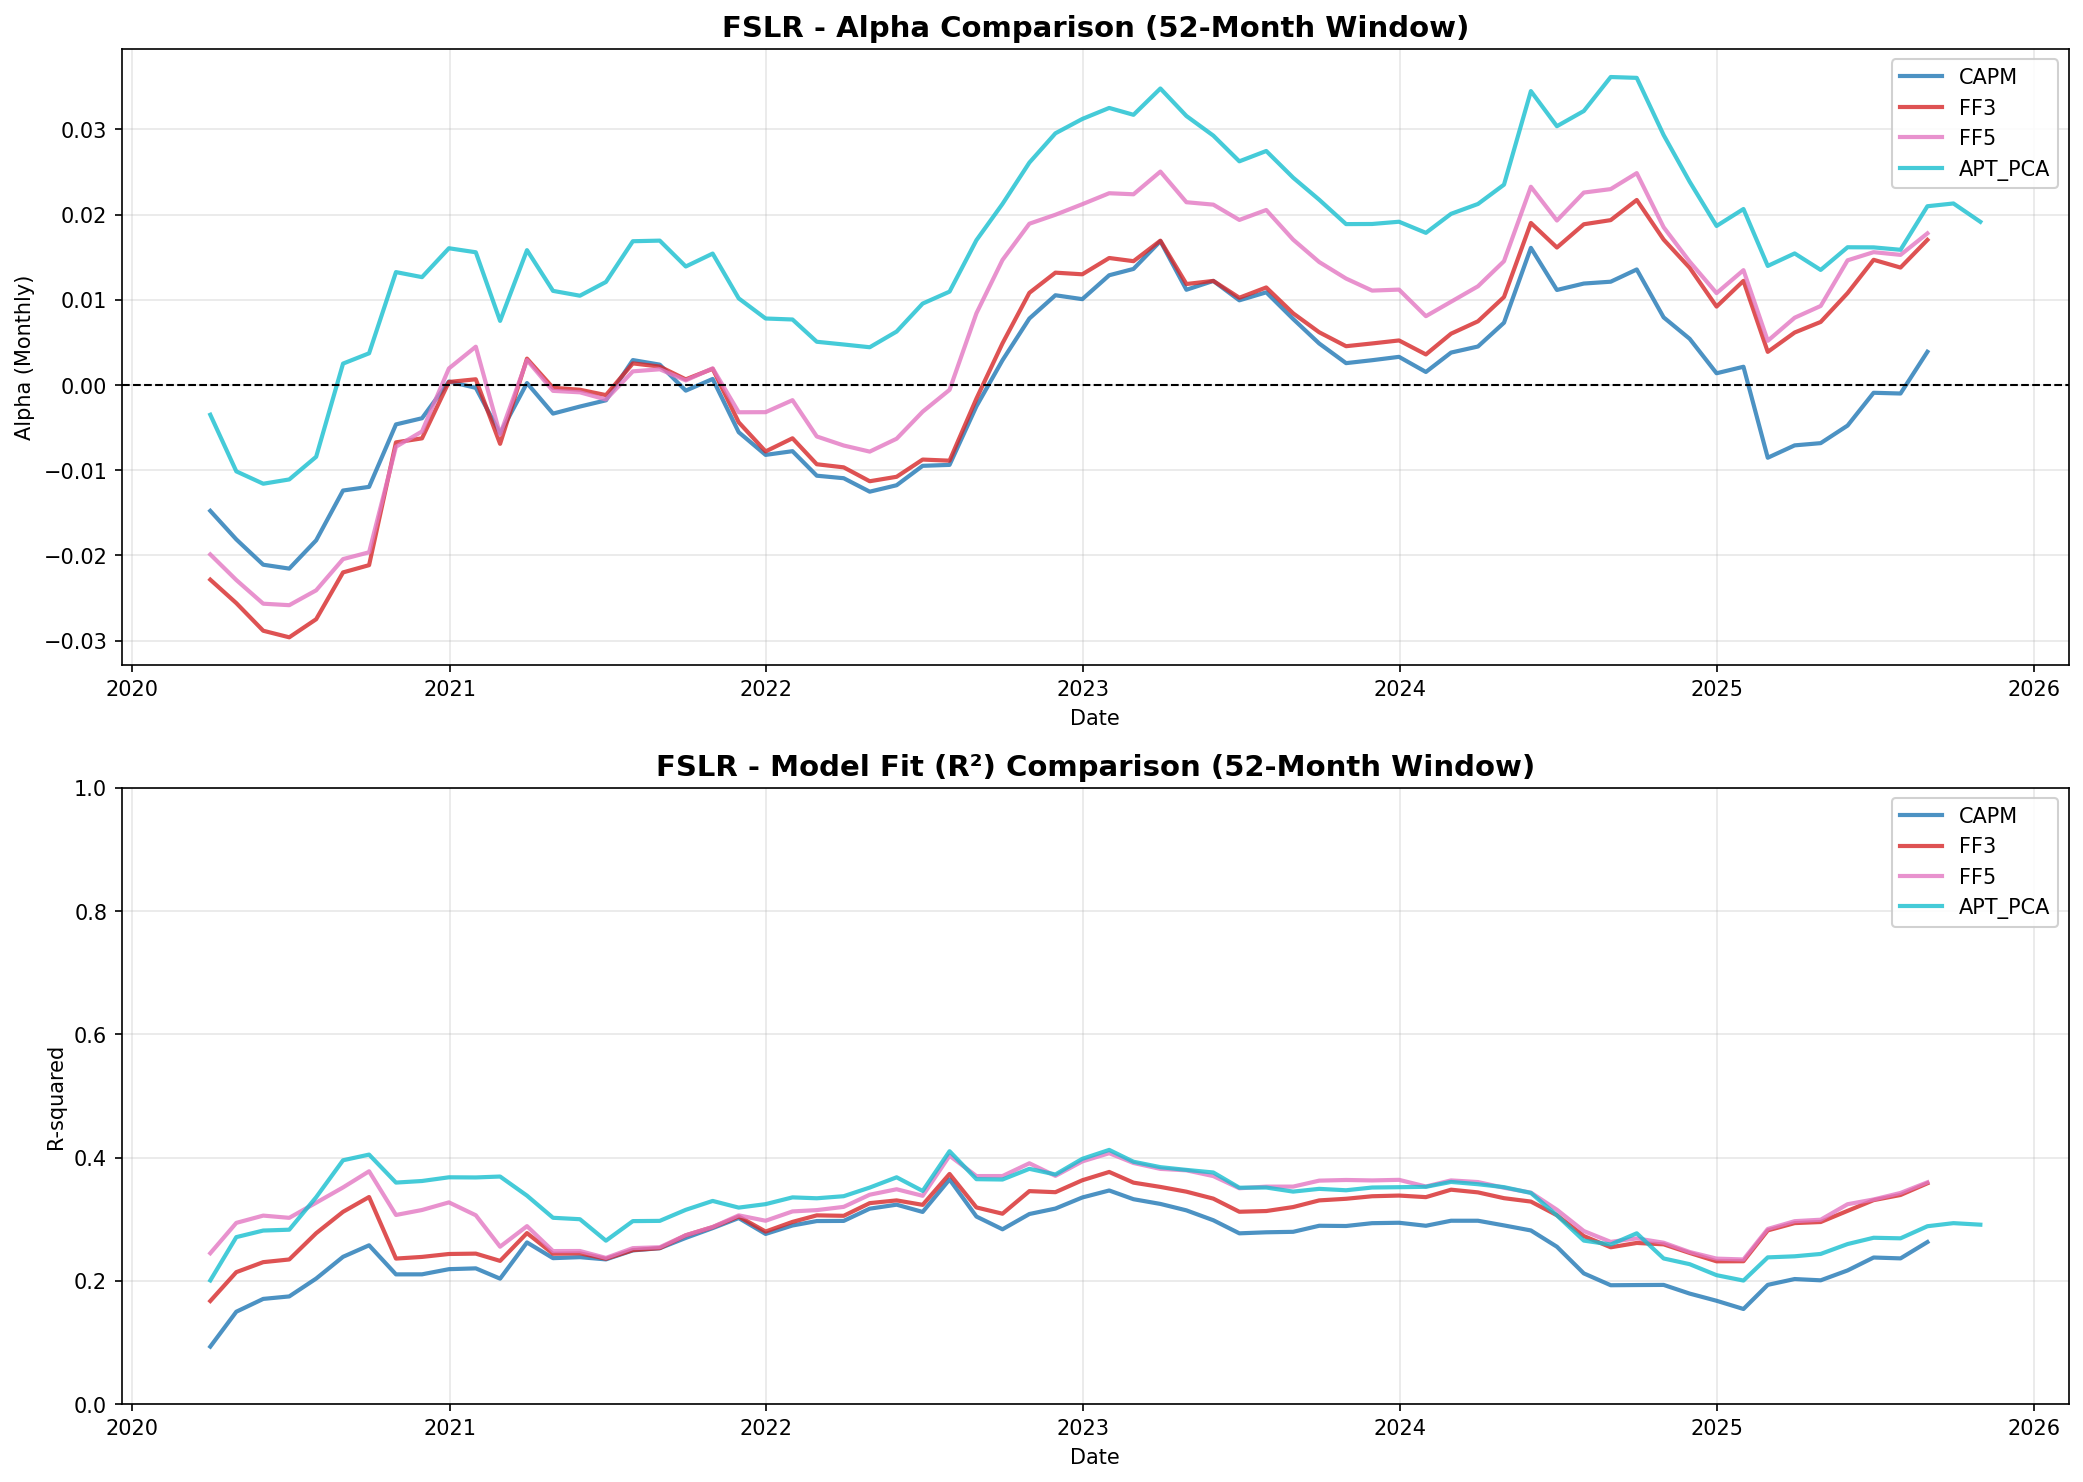 FSLR - Alpha Comparison (52-Month Window)
Alpha (Monthly)
0.03
0.02
0.01
0.00
−0.01
−0.02
−0.03
CAPM
FF3
FF5
APT_PCA
2020 2021 2022 2023 2024 2025 2026
Date
FSLR - Model Fit (R²) Comparison (52-Month Window)
R-squared
1.0
0.8
0.6
0.4
0.2
0.0
CAPM
FF3
FF5
APT_PCA
2020 2021 2022 2023 2024 2025 2026
Date